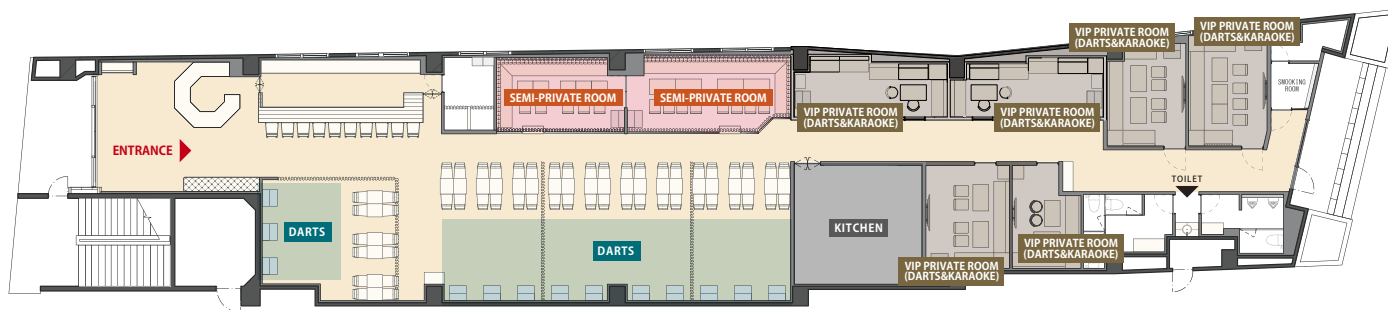 VIP PRIVATE ROOM
(DARTS&KARAOKE)
VIP PRIVATE ROOM
(DARTS&KARAOKE)
SEMI-PRIVATE ROOM
SEMI-PRIVATE ROOM
VIP PRIVATE ROOM
(DARTS&KARAOKE)
VIP PRIVATE ROOM
(DARTS&KARAOKE)
SMOOKING
ROOM
ENTRANCE
TOILET
DARTS
DARTS
KITCHEN
VIP PRIVATE ROOM
(DARTS&KARAOKE)
VIP PRIVATE ROOM
(DARTS&KARAOKE)